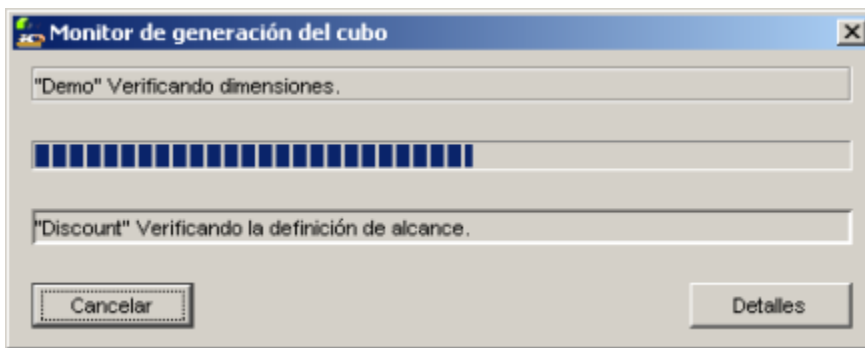 Monitor de generación del cubo
"Demo" Verificando dimensiones.
"Discount" Verificando la definición de alcance.
Cancelar
Detalles